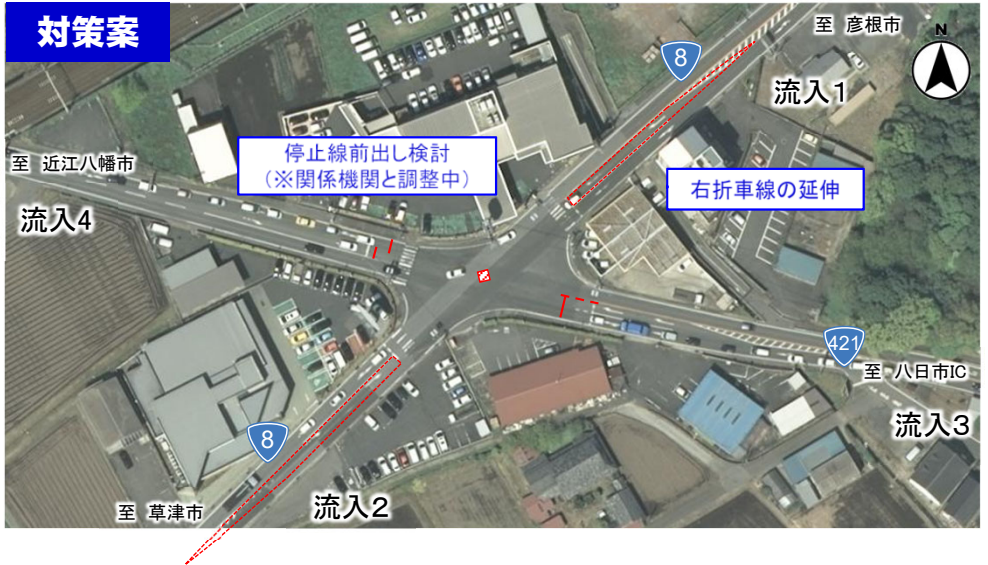 対策案
至 彦根市
N
8
流入1
停止線前出し検討
(※関係機関と調整中)
至 近江八幡市
右折車線の延伸
流入4
421
至 八日市IC
流入3
8
流入2
至 草津市